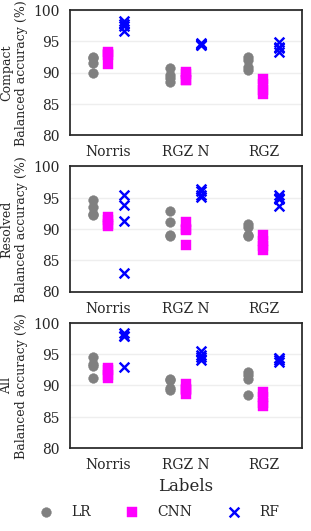 Compact
Balanced accuracy (%)
100
95
90
85
80
Norris RGZ N RGZ
Resolved
Balanced accuracy (%)
100
95
90
85
80
Norris RGZ N RGZ
All
Balanced accuracy (%)
100
95
90
85
80
Norris RGZ N RGZ
Labels
LR CNN RF